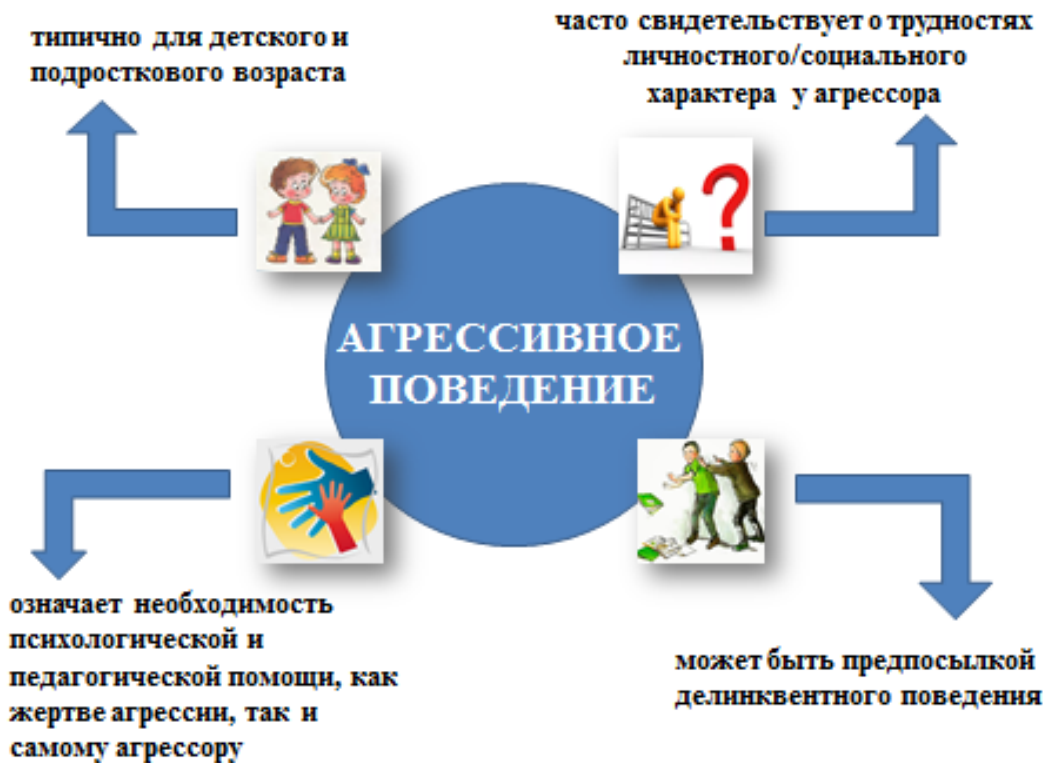 типично для детского и
подросткового возраста
часто свидетельствует о трудностях
личностного/социального
характера у агрессора
АГРЕССИВНОЕ
ПОВЕДЕНИЕ
означает необходимость
психологической и
педагогической помощи, как
жертве агрессии, так и
самому агрессору
может быть предпосылкой
делинквентного поведения